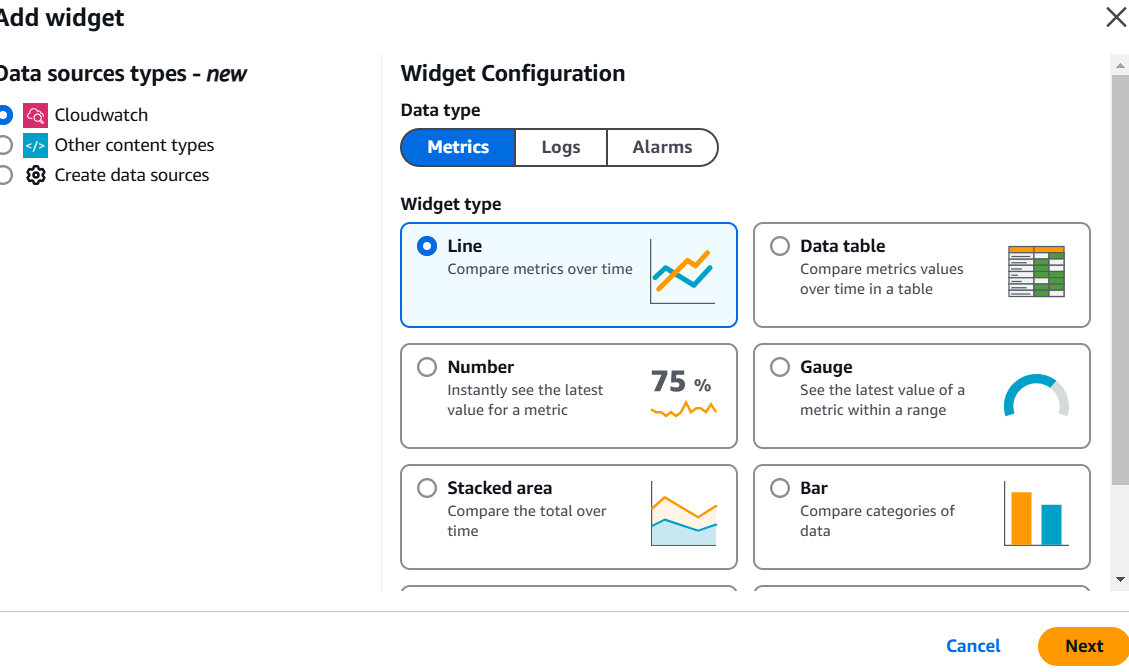 Add widget
Data sources types - new
Cloudwatch
Other content types
Create data sources
Widget Configuration
Data type
Metrics
Logs
Alarms
Widget type
Line
Compare metrics over time
Data table
Compare metrics values
over time in a table
Number
Instantly see the latest
value for a metric
75 %
Gauge
See the latest value of a
metric within a range
Stacked area
Compare the total over
time
Bar
Compare categories of
data
Cancel
Next